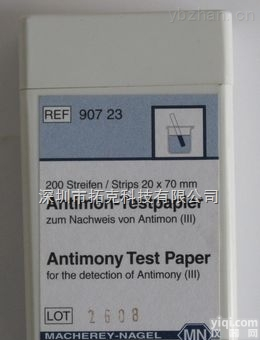 REF 907 23
200 Streifen / Strips 20 x 70 mm
深圳市拓克科技有限公司
Antimon-Testpapier
zum Nachweis von Antimon (III)
Antimony Test Paper
for the detection of Antimony (III)
LOT 2608
yiqi.com
MACHEREY-NAGEL MN